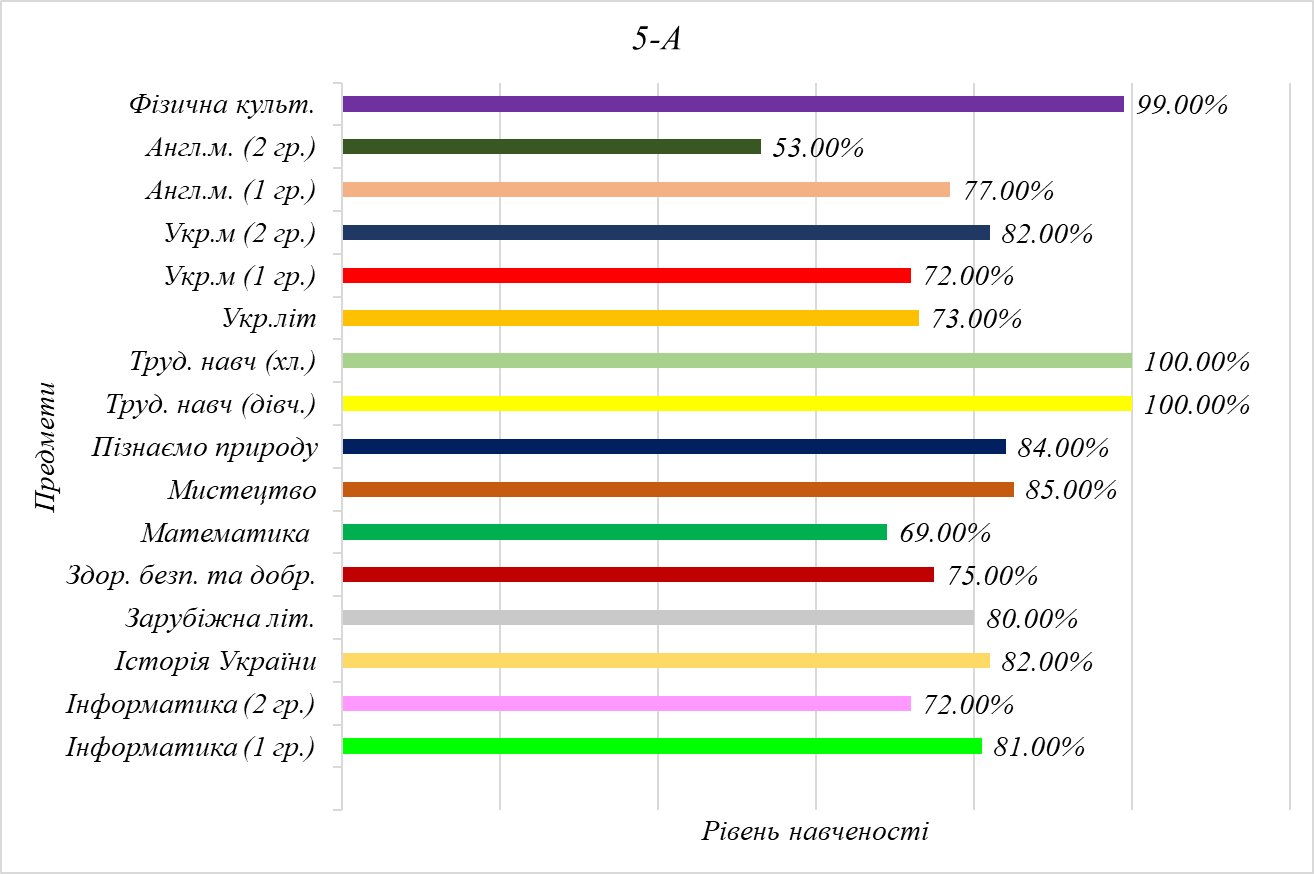 5-А
Фізична культ. 99.00%
Англ.м. (2 гр.) 53.00%
Англ.м. (1 гр.) 77.00%
Укр.м (2 гр.) 82.00%
Укр.м (1 гр.) 72.00%
Укр.літ 73.00%
Труд. навч (хл.) 100.00%
Труд. навч (дівч.) 100.00%
Пізнаємо природу 84.00%
Мистецтво 85.00%
Математика 69.00%
Здор. безп. та добр. 75.00%
Зарубіжна літ. 80.00%
Історія України 82.00%
Інформатика (2 гр.) 72.00%
Інформатика (1 гр.) 81.00%
Предмети
Рівень навченості